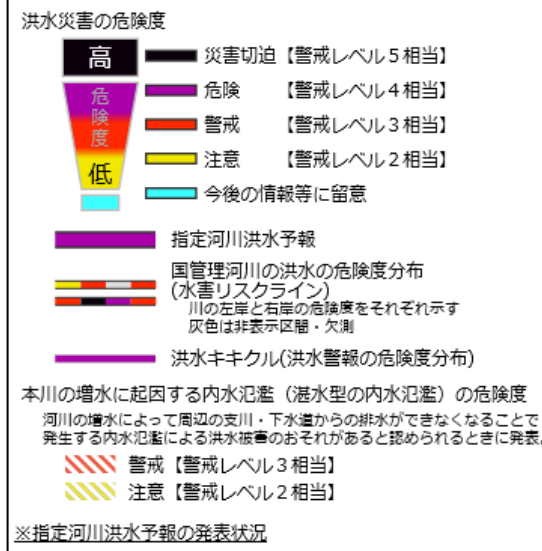 洪水災害の危険度
高
危険度
低
災害切迫【警戒レベル5相当】
危険 【警戒レベル4相当】
警戒 【警戒レベル3相当】
注意 【警戒レベル2相当】
今後の情報等に留意
指定河川洪水予報
国管理河川の洪水の危険度分布
(水害リスクライン)
川の左岸と右岸の危険度をそれぞれ示す
灰色は非表示区間・欠測
洪水キキクル(洪水警報の危険度分布)
本川の増水に起因する内水氾濫（湛水型の内水氾濫）の危険度
河川の増水によって周辺の支川・下水道からの排水ができなくなることで
発生する内水氾濫による洪水被害のおそれがあると認められるときに発表。
警戒【警戒レベル3相当】
注意【警戒レベル2相当】
※指定河川洪水予報の発表状況